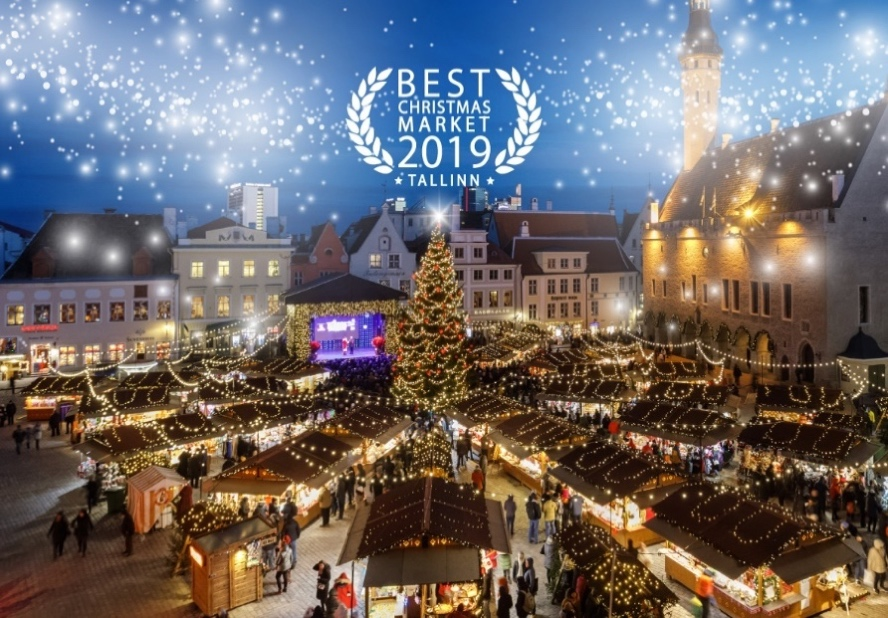 BEST
CHRISTMAS
MARKET
2019
TALLINN